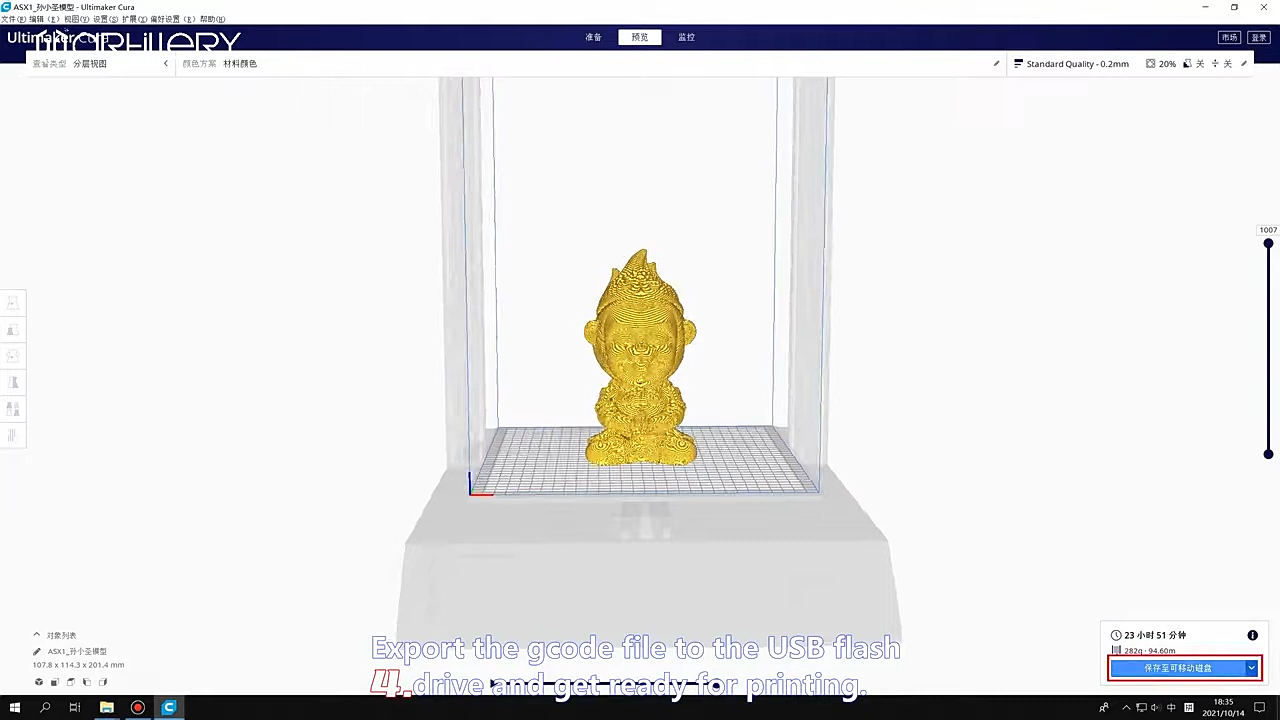 ASX1_孙小圣模型 - Ultimaker Cura
文件(F) 编辑(E) 视图(V) 设置(S) 扩展(X) 偏好设置(R) 帮助(H)
Ultimaker Cura
ARTILLERY
准备 预览 监控 市场 登录
查看类型 分层视图 颜色方案 材料颜色 Standard Quality - 0.2mm 20% 关 关
1007
对象列表
ASX1_孙小圣模型
107.8 x 114.3 x 201.4 mm
23 小时 51 分钟
282g · 94.60m
保存至可移动磁盘
Export the gcode file to the USB flash
4. drive and get ready for printing.
中 18:35
2021/10/14